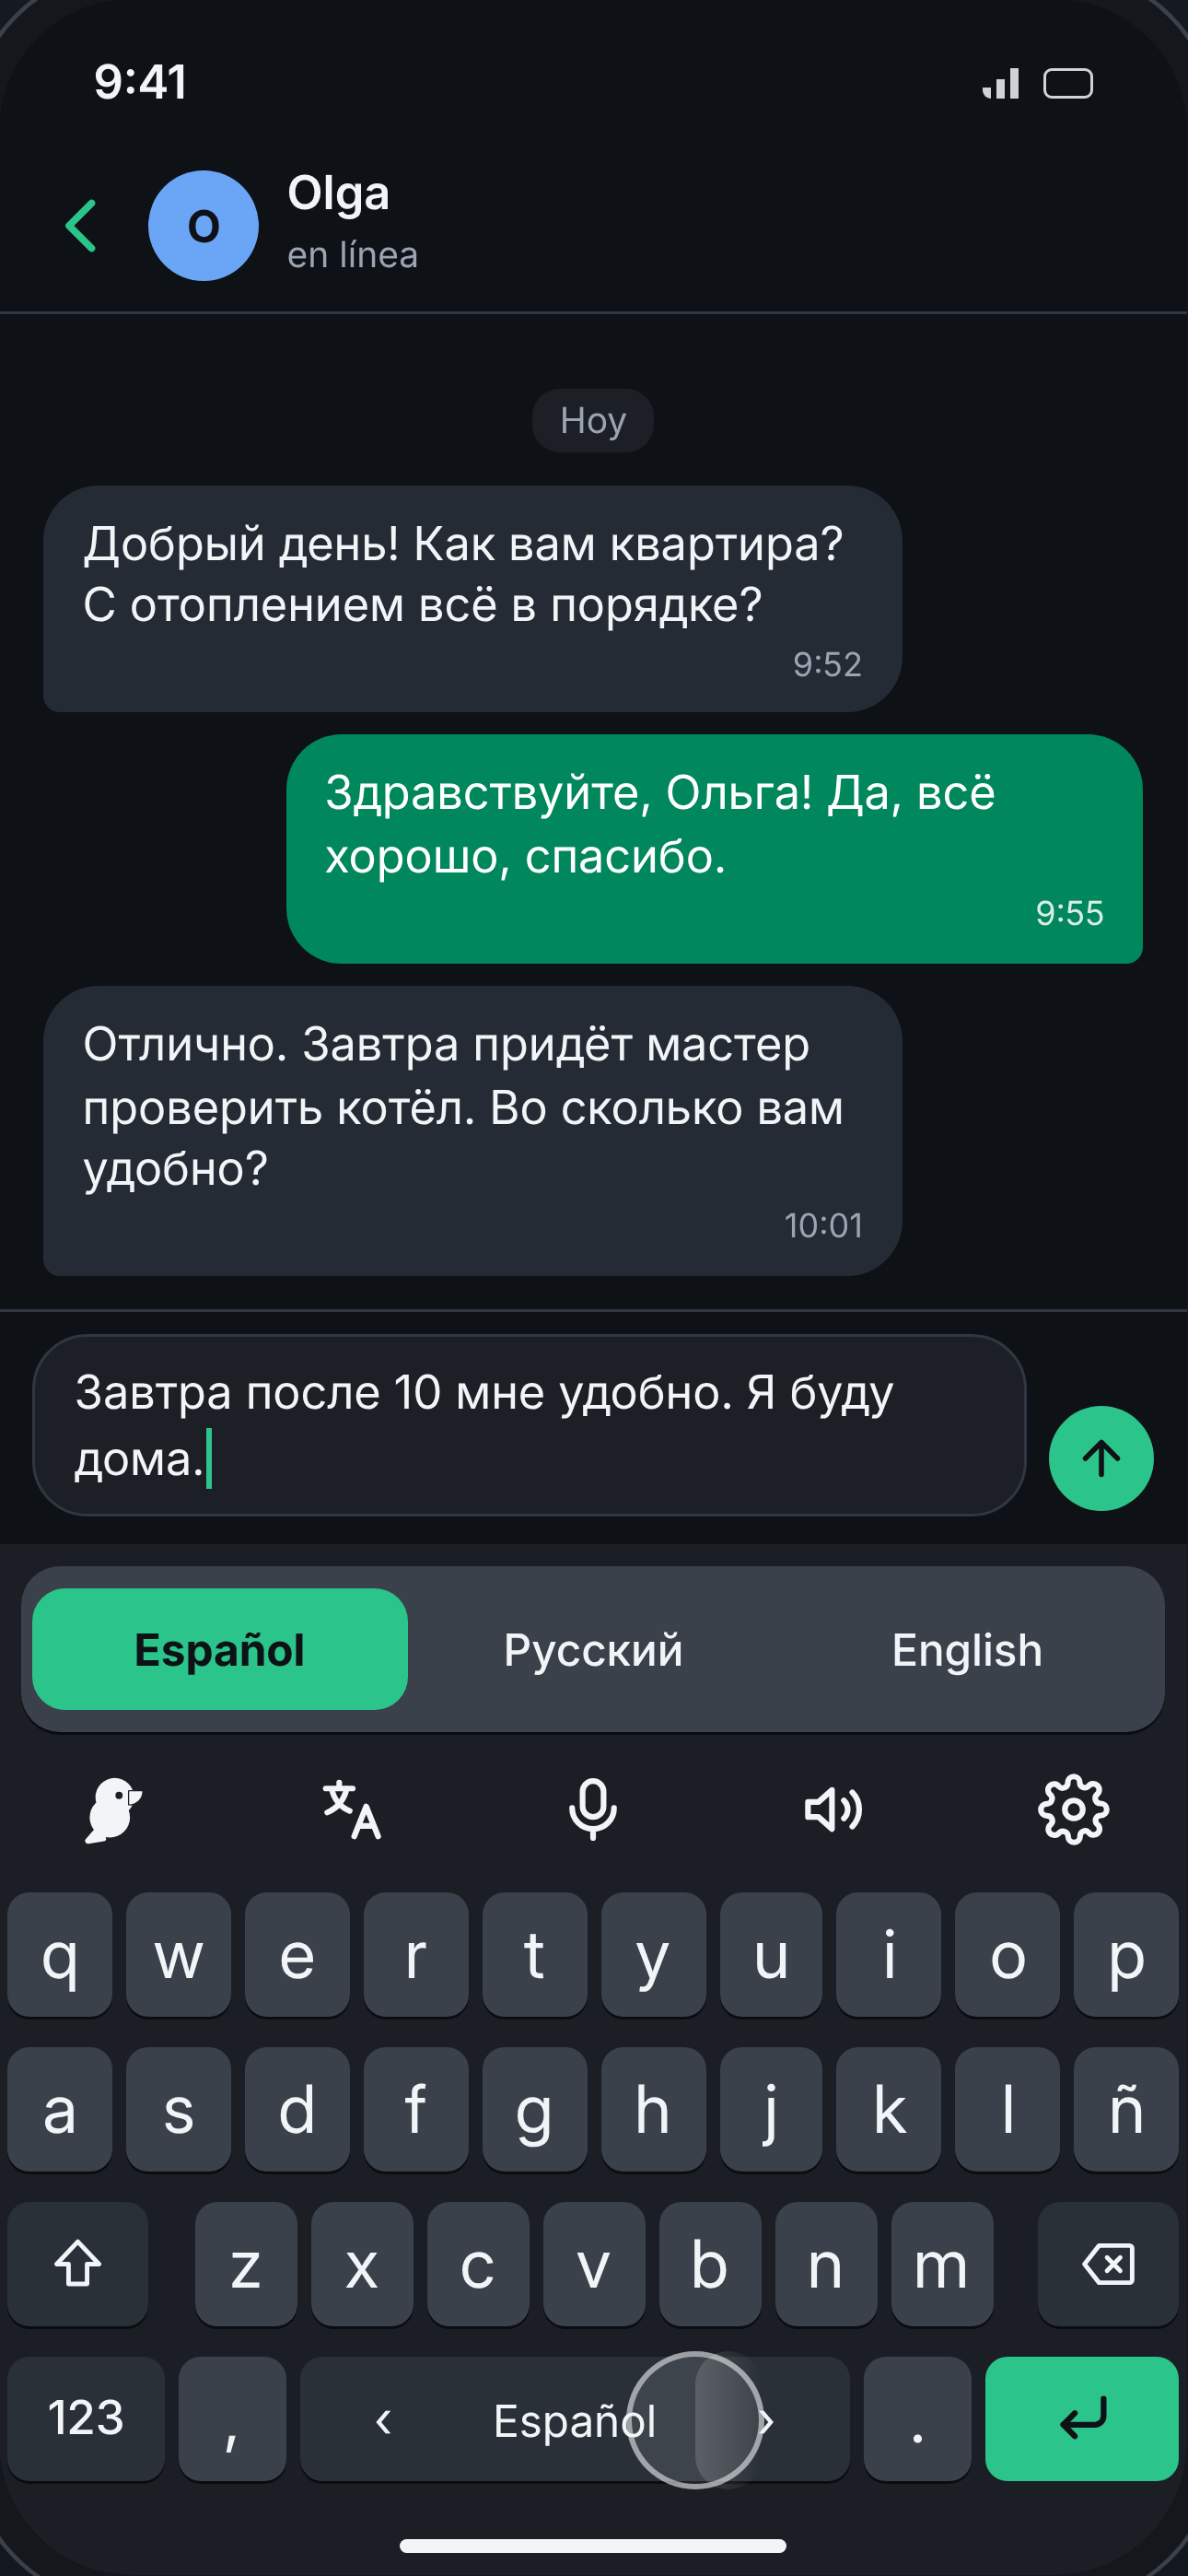 9:41
O
Olga
en línea
Hoy
Добрый день! Как вам квартира?
С отоплением всё в порядке?
9:52
Здравствуйте, Ольга! Да, всё
хорошо, спасибо.
9:55
Отлично. Завтра придёт мастер
проверить котёл. Во сколько вам
удобно?
10:01
Завтра после 10 мне удобно. Я буду
дома.
Español Русский English
q w e r t y u i o p
a s d f g h j k l ñ
z x c v b n m
123 , ‹ Español › .